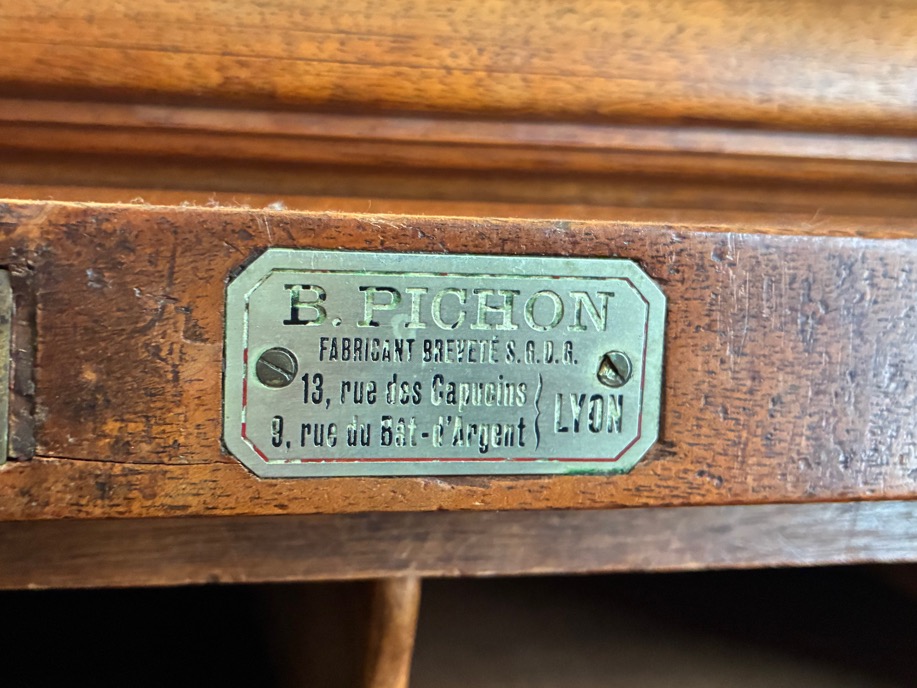 B. PICHON
FABRICANT BREVETÉ S.G.D.G.
13, rue des Capucins
9, rue du Bât-d'Argent
LYON